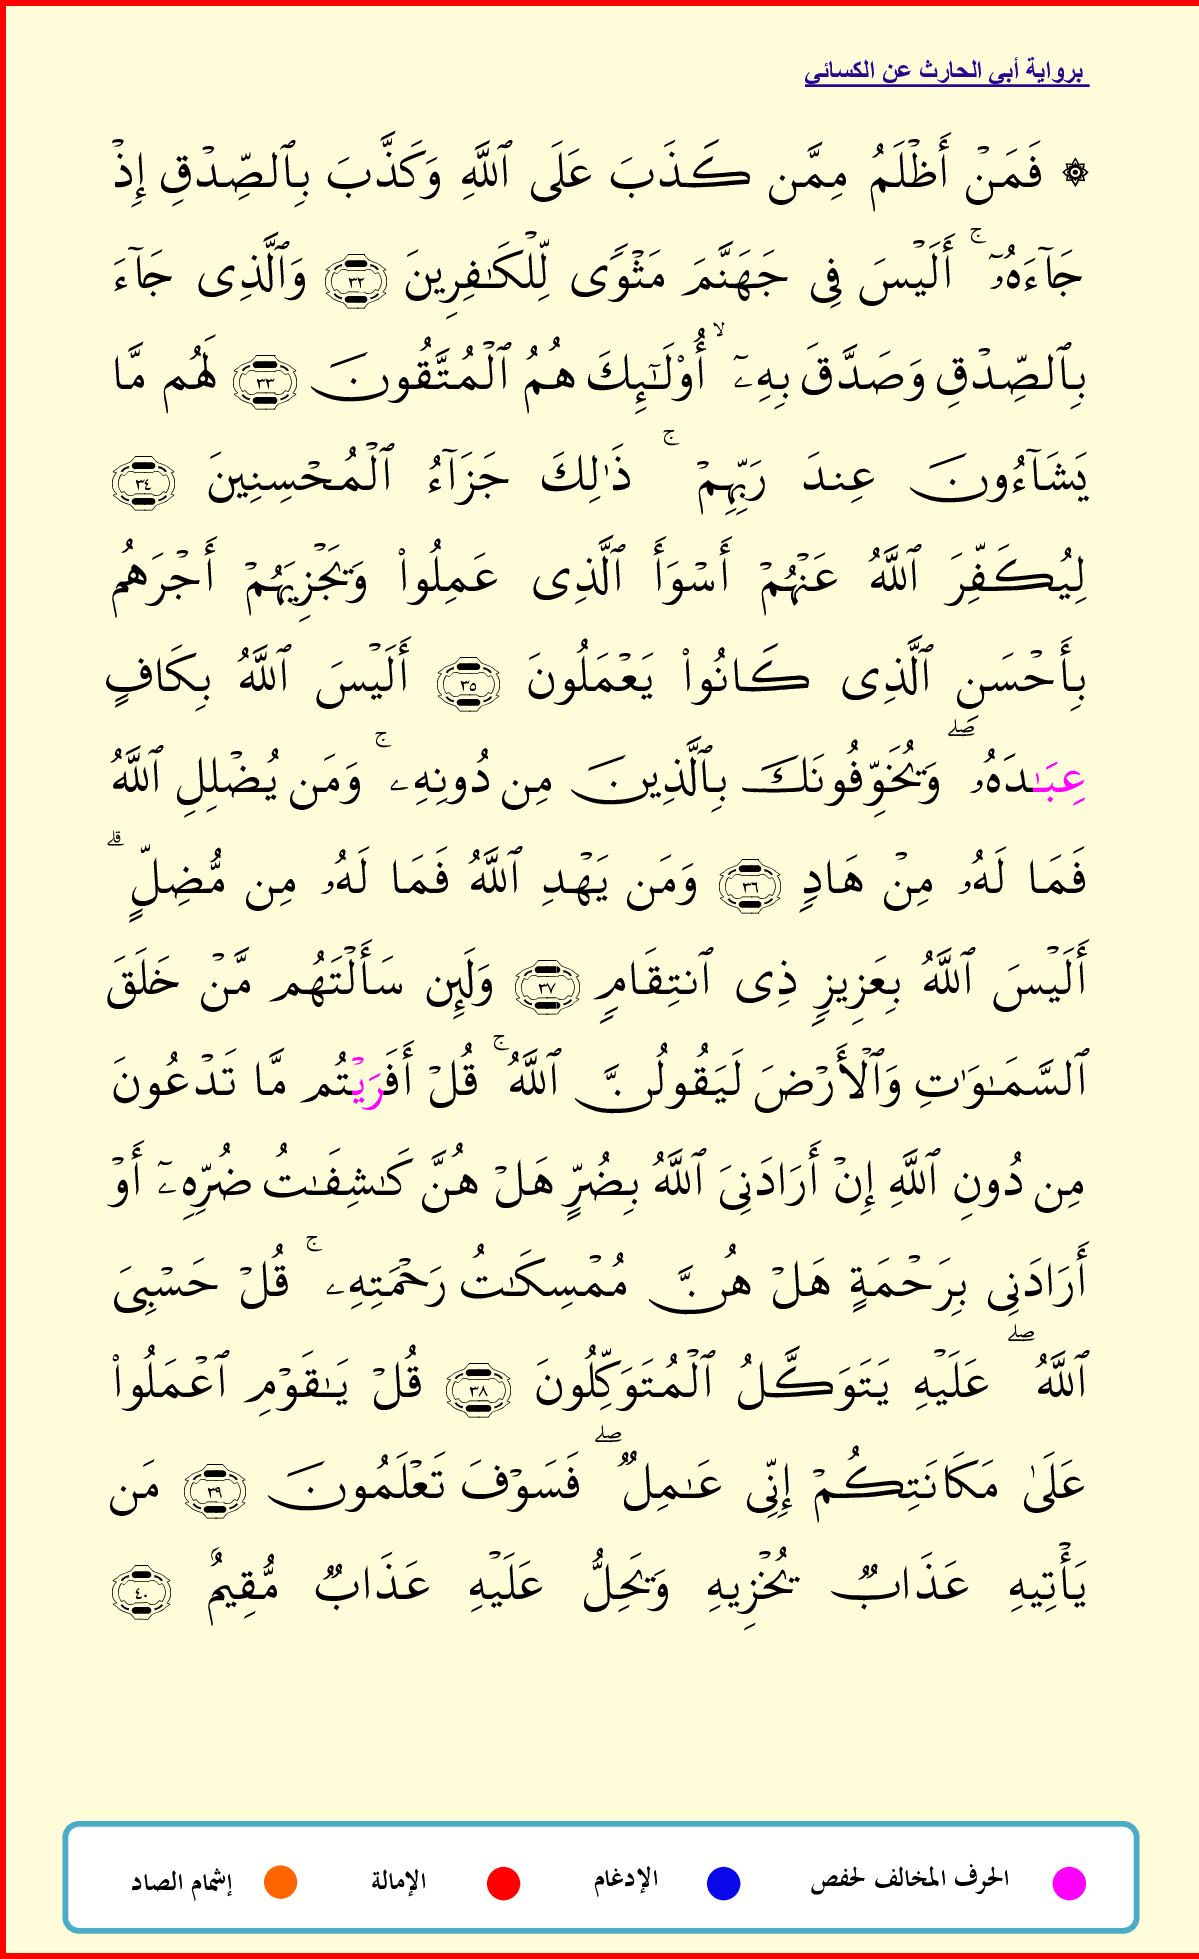 برواية أبي الحارث عن الكسائي
۞ فَمَنۡ أَظۡلَمُ مِمَّن كَذَبَ عَلَى ٱللَّهِ وَكَذَّبَ بِٱلصِّدۡقِ إِذۡ
جَآءَهُۥٓۚ أَلَيۡسَ فِى جَهَنَّمَ مَثۡوًى لِّلۡكَٰفِرِينَ ٣٢ وَٱلَّذِى جَآءَ
بِٱلصِّدۡقِ وَصَدَّقَ بِهِۦٓۙ أُوْلَٰٓئِكَ هُمُ ٱلۡمُتَّقُونَ ٣٣ لَهُم مَّا
يَشَآءُونَ عِندَ رَبِّهِمۡۚ ذَٰلِكَ جَزَآءُ ٱلۡمُحۡسِنِينَ ٣٤
لِيُكَفِّرَ ٱللَّهُ عَنۡهُمۡ أَسۡوَأَ ٱلَّذِى عَمِلُواْ وَيَجۡزِيَهُمۡ أَجۡرَهُم
بِأَحۡسَنِ ٱلَّذِى كَانُواْ يَعۡمَلُونَ ٣٥ أَلَيۡسَ ٱللَّهُ بِكَافٍ
عِبَٰدَهُۥۖ وَيُخَوِّفُونَكَ بِٱلَّذِينَ مِن دُونِهِۦۚ وَمَن يُضۡلِلِ ٱللَّهُ
فَمَا لَهُۥ مِنۡ هَادٍ ٣٦ وَمَن يَهۡدِ ٱللَّهُ فَمَا لَهُۥ مِن مُّضِلٍّۗ
أَلَيۡسَ ٱللَّهُ بِعَزِيزٍ ذِى ٱنتِقَامٍ ٣٧ وَلَئِن سَأَلۡتَهُم مَّنۡ خَلَقَ
ٱلسَّمَٰوَٰتِ وَٱلۡأَرۡضَ لَيَقُولُنَّ ٱللَّهُۚ قُلۡ أَفَرَيۡتُم مَّا تَدۡعُونَ
مِن دُونِ ٱللَّهِ إِنۡ أَرَادَنِىَ ٱللَّهُ بِضُرٍّ هَلۡ هُنَّ كَٰشِفَٰتُ ضُرِّهِۦٓ أَوۡ
أَرَادَنِى بِرَحۡمَةٍ هَلۡ هُنَّ مُمۡسِكَٰتُ رَحۡمَتِهِۦۚ قُلۡ حَسۡبِىَ
ٱللَّهُۖ عَلَيۡهِ يَتَوَكَّلُ ٱلۡمُتَوَكِّلُونَ ٣٨ قُلۡ يَٰقَوۡمِ ٱعۡمَلُواْ
عَلَىٰ مَكَانَتِكُمۡ إِنِّى عَٰمِلٌۖ فَسَوۡفَ تَعۡلَمُونَ ٣٩ مَن
يَأۡتِيهِ عَذَابٌ يُخۡزِيهِ وَيَحِلُّ عَلَيۡهِ عَذَابٌ مُّقِيمٌ ٤٠
الحرف المخالف لحفص الإدغام الإمالة إشمام الصاد